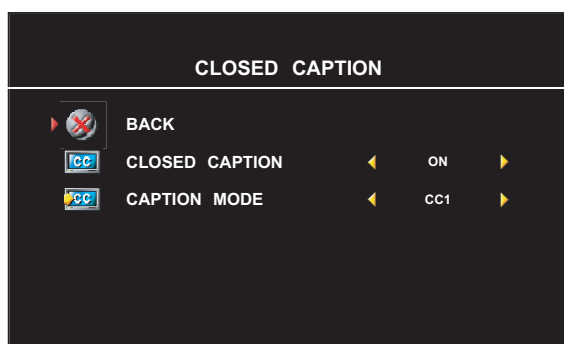 CLOSED CAPTION
BACK
CC CLOSED CAPTION ON
CC CAPTION MODE CC1